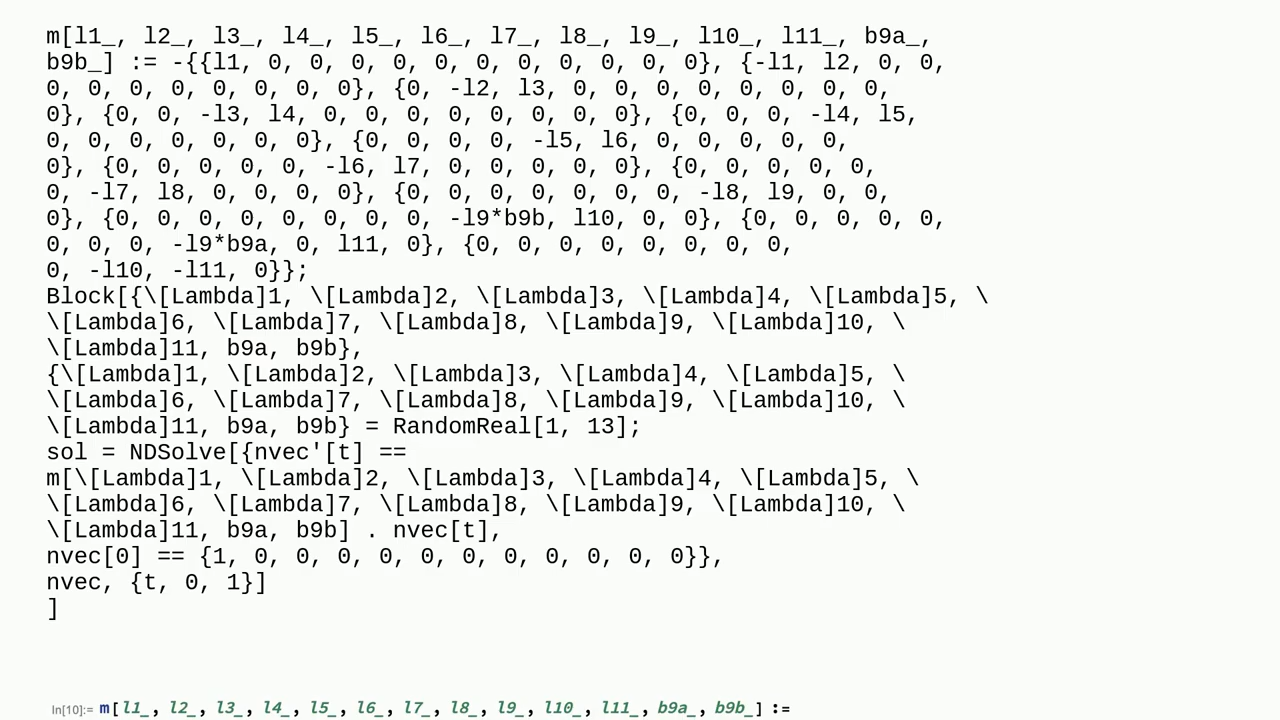 m[l1_, l2_, l3_, l4_, l5_, l6_, l7_, l8_, l9_, l10_, l11_, b9a_,
b9b_] := -{{l1, 0, 0, 0, 0, 0, 0, 0, 0, 0, 0, 0}, {-l1, l2, 0, 0,
0, 0, 0, 0, 0, 0, 0, 0}, {0, -l2, l3, 0, 0, 0, 0, 0, 0, 0, 0,
0}, {0, 0, -l3, l4, 0, 0, 0, 0, 0, 0, 0, 0}, {0, 0, 0, -l4, l5,
0, 0, 0, 0, 0, 0, 0}, {0, 0, 0, 0, -l5, l6, 0, 0, 0, 0, 0,
0}, {0, 0, 0, 0, 0, -l6, l7, 0, 0, 0, 0, 0}, {0, 0, 0, 0, 0,
0, -l7, l8, 0, 0, 0, 0}, {0, 0, 0, 0, 0, 0, 0, -l8, l9, 0, 0,
0}, {0, 0, 0, 0, 0, 0, 0, 0, -l9*b9b, l10, 0, 0}, {0, 0, 0, 0, 0,
0, 0, 0, -l9*b9a, 0, l11, 0}, {0, 0, 0, 0, 0, 0, 0, 0,
0, -l10, -l11, 0}};
Block[{\[Lambda]1, \[Lambda]2, \[Lambda]3, \[Lambda]4, \[Lambda]5, \
\[Lambda]6, \[Lambda]7, \[Lambda]8, \[Lambda]9, \[Lambda]10, \
\[Lambda]11, b9a, b9b},
{\[Lambda]1, \[Lambda]2, \[Lambda]3, \[Lambda]4, \[Lambda]5, \
\[Lambda]6, \[Lambda]7, \[Lambda]8, \[Lambda]9, \[Lambda]10, \
\[Lambda]11, b9a, b9b} = RandomReal[1, 13];
sol = NDSolve[{nvec'[t] ==
m[\[Lambda]1, \[Lambda]2, \[Lambda]3, \[Lambda]4, \[Lambda]5, \
\[Lambda]6, \[Lambda]7, \[Lambda]8, \[Lambda]9, \[Lambda]10, \
\[Lambda]11, b9a, b9b] . nvec[t],
nvec[0] == {1, 0, 0, 0, 0, 0, 0, 0, 0, 0, 0, 0}},
nvec, {t, 0, 1}]
]
In[10]:= m[l1_, l2_, l3_, l4_, l5_, l6_, l7_, l8_, l9_, l10_, l11_, b9a_, b9b_] :=